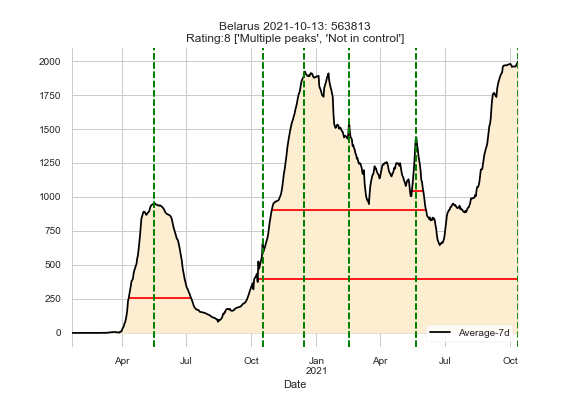 Belarus 2021-10-13: 563813
Rating:8 ['Multiple peaks', 'Not in control']
2000
1750
1500
1250
1000
750
500
250
0
Average-7d
Apr Jul Oct Jan Apr Jul Oct
2021
Date